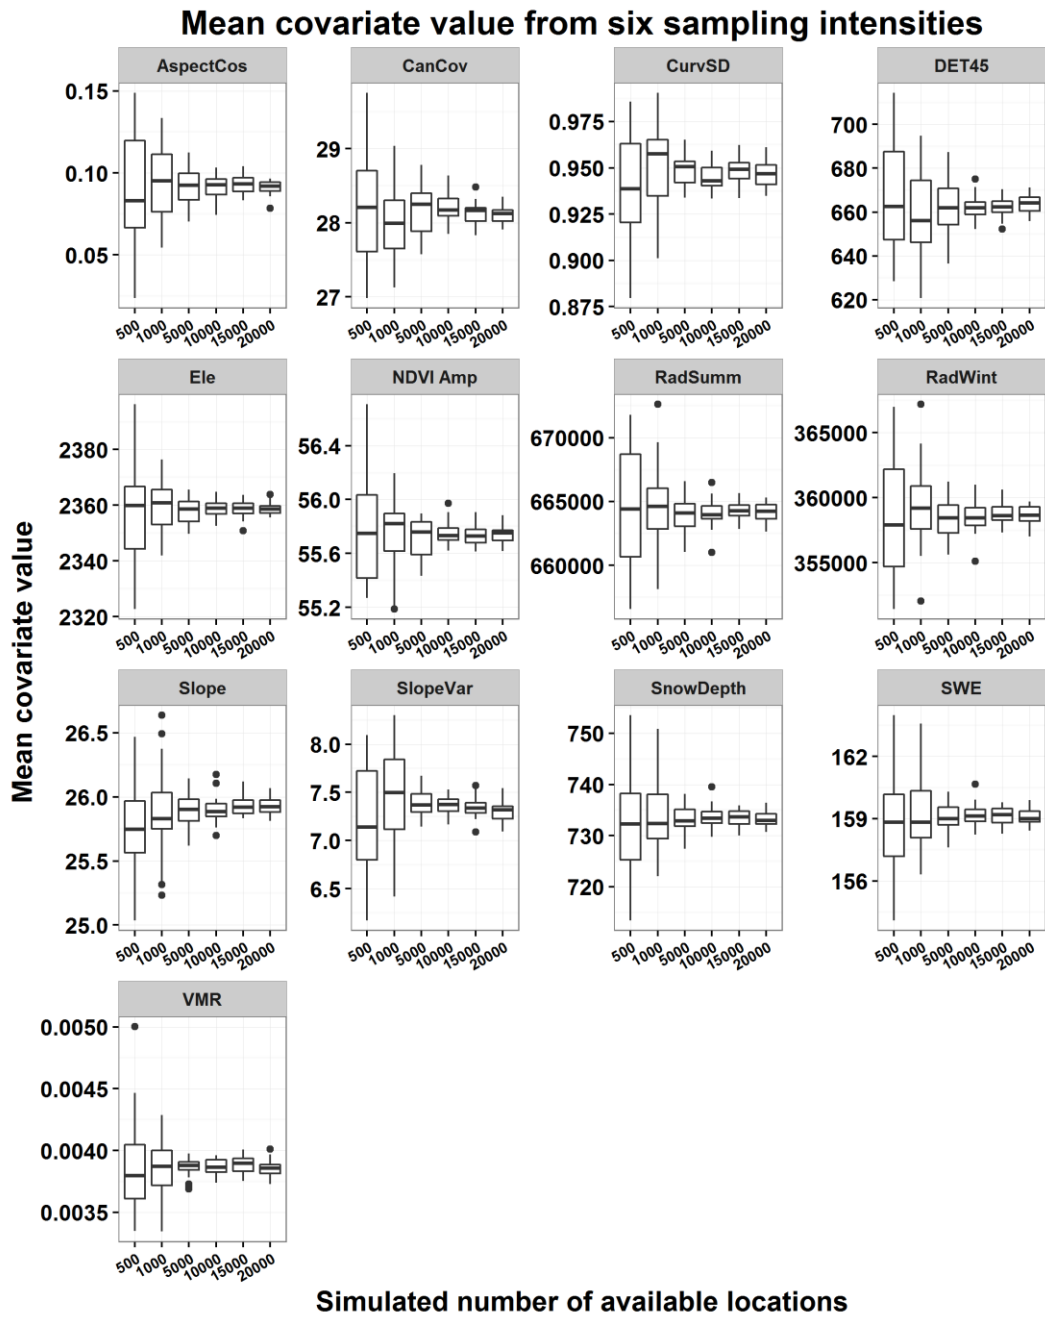 Mean covariate value from six sampling intensities
Mean covariate value
AspectCos CanCov CurvSD DET45
0.15
0.10
0.05
29
28
27
0.975
0.950
0.925
0.900
0.875
700
680
660
640
620
500 1000 5000 10000 15000 20000
500 1000 5000 10000 15000 20000
500 1000 5000 10000 15000 20000
500 1000 5000 10000 15000 20000
Ele NDVI Amp RadSumm RadWint
2380
2360
2340
2320
56.4
56.0
55.6
55.2
670000
665000
660000
365000
360000
355000
500 1000 5000 10000 15000 20000
500 1000 5000 10000 15000 20000
500 1000 5000 10000 15000 20000
500 1000 5000 10000 15000 20000
Slope SlopeVar SnowDepth SWE
26.5
26.0
25.5
25.0
8.0
7.5
7.0
6.5
750
740
730
720
162
159
156
500 1000 5000 10000 15000 20000
500 1000 5000 10000 15000 20000
500 1000 5000 10000 15000 20000
500 1000 5000 10000 15000 20000
VMR
0.0050
0.0045
0.0040
0.0035
500 1000 5000 10000 15000 20000
Simulated number of available locations